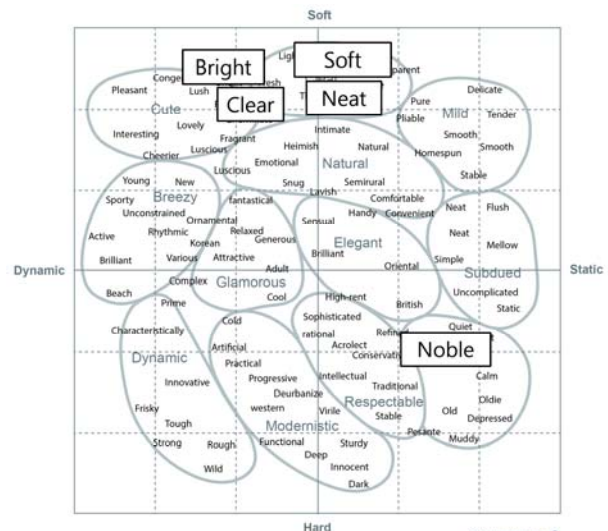 Soft
Bright
Soft
Pleasant
Lush
Clear
Neat
Cute
Pure
Delicate
Mild
Tender
Pliable
Interesting
Lovely
Fragrant
Intimate
Smooth
Cheerier
Luscious
Heimish
Natural
Homespun
Smooth
Emotional
Natural
Luscious
Stable
Young
New
Snug
Semirural
Breezy
Lavish
Sporty
fantastical
Comfortable
Unconstrained
Ornamental
Sensual
Handy
Convenient
Neat
Flush
Active
Rhythmic
Relaxed
Korean
Generous
Elegant
Neat
Mellow
Brilliant
Various
Attractive
Brilliant
Simple
Dynamic
Adult
Oriental
Subdued
Static
Complex
Glamorous
Beach
Prime
Cool
High-rent
British
Uncomplicated
Static
Characteristically
Cold
Sophisticated
rational
Quiet
Artificial
Acrolect
Noble
Dynamic
Practical
Innovative
Progressive
Intellectual
Traditional
Calm
Deurbanize
Frisky
western
Virile
Respectable
Oldie
Tough
Modernistic
Stable
Old
Depressed
Strong
Rough
Functional
Sturdy
Pesante
Muddy
Wild
Deep
Innocent
Dark
Hard